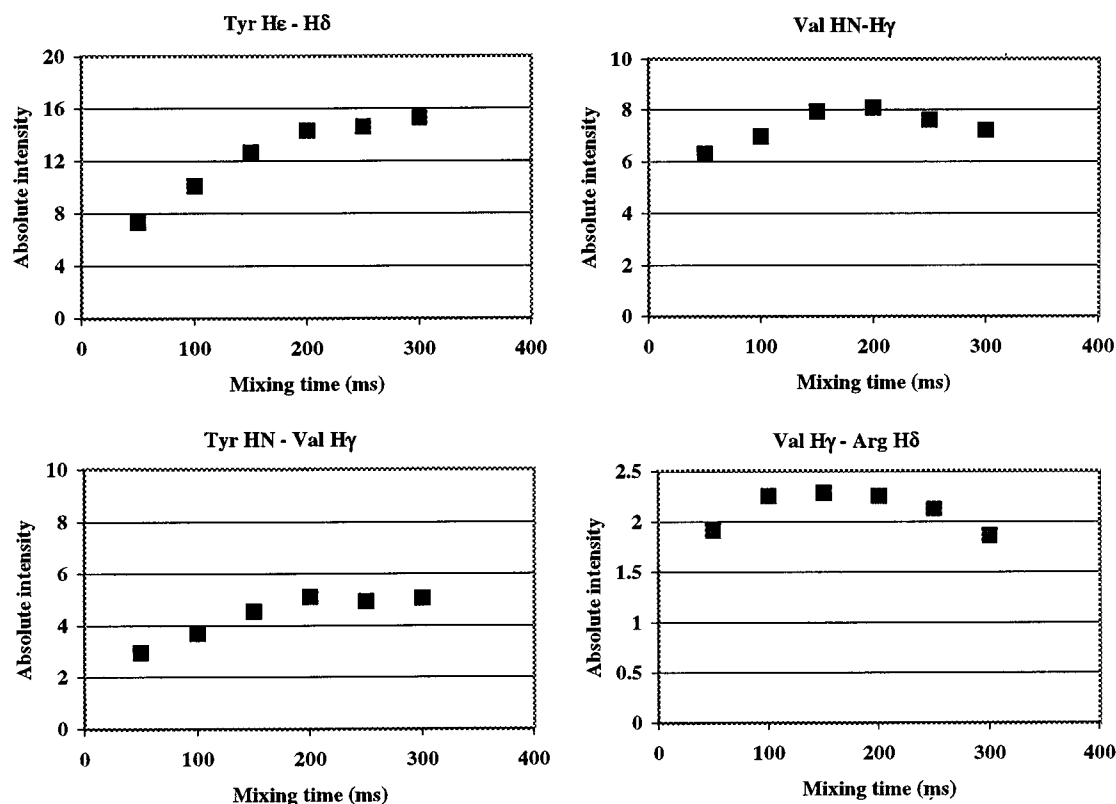 Tyr Hε - Hδ
Absolute intensity
20
16
12
8
4
0
0 100 200 300 400
Mixing time (ms)
Val HN-Hγ
Absolute intensity
10
8
6
4
2
0
0 100 200 300 400
Mixing time (ms)
Tyr HN - Val Hγ
Absolute intensity
10
8
6
4
2
0
0 100 200 300 400
Mixing time (ms)
Val Hγ - Arg Hδ
Absolute intensity
2.5
2
1.5
1
0.5
0
0 100 200 300 400
Mixing time (ms)